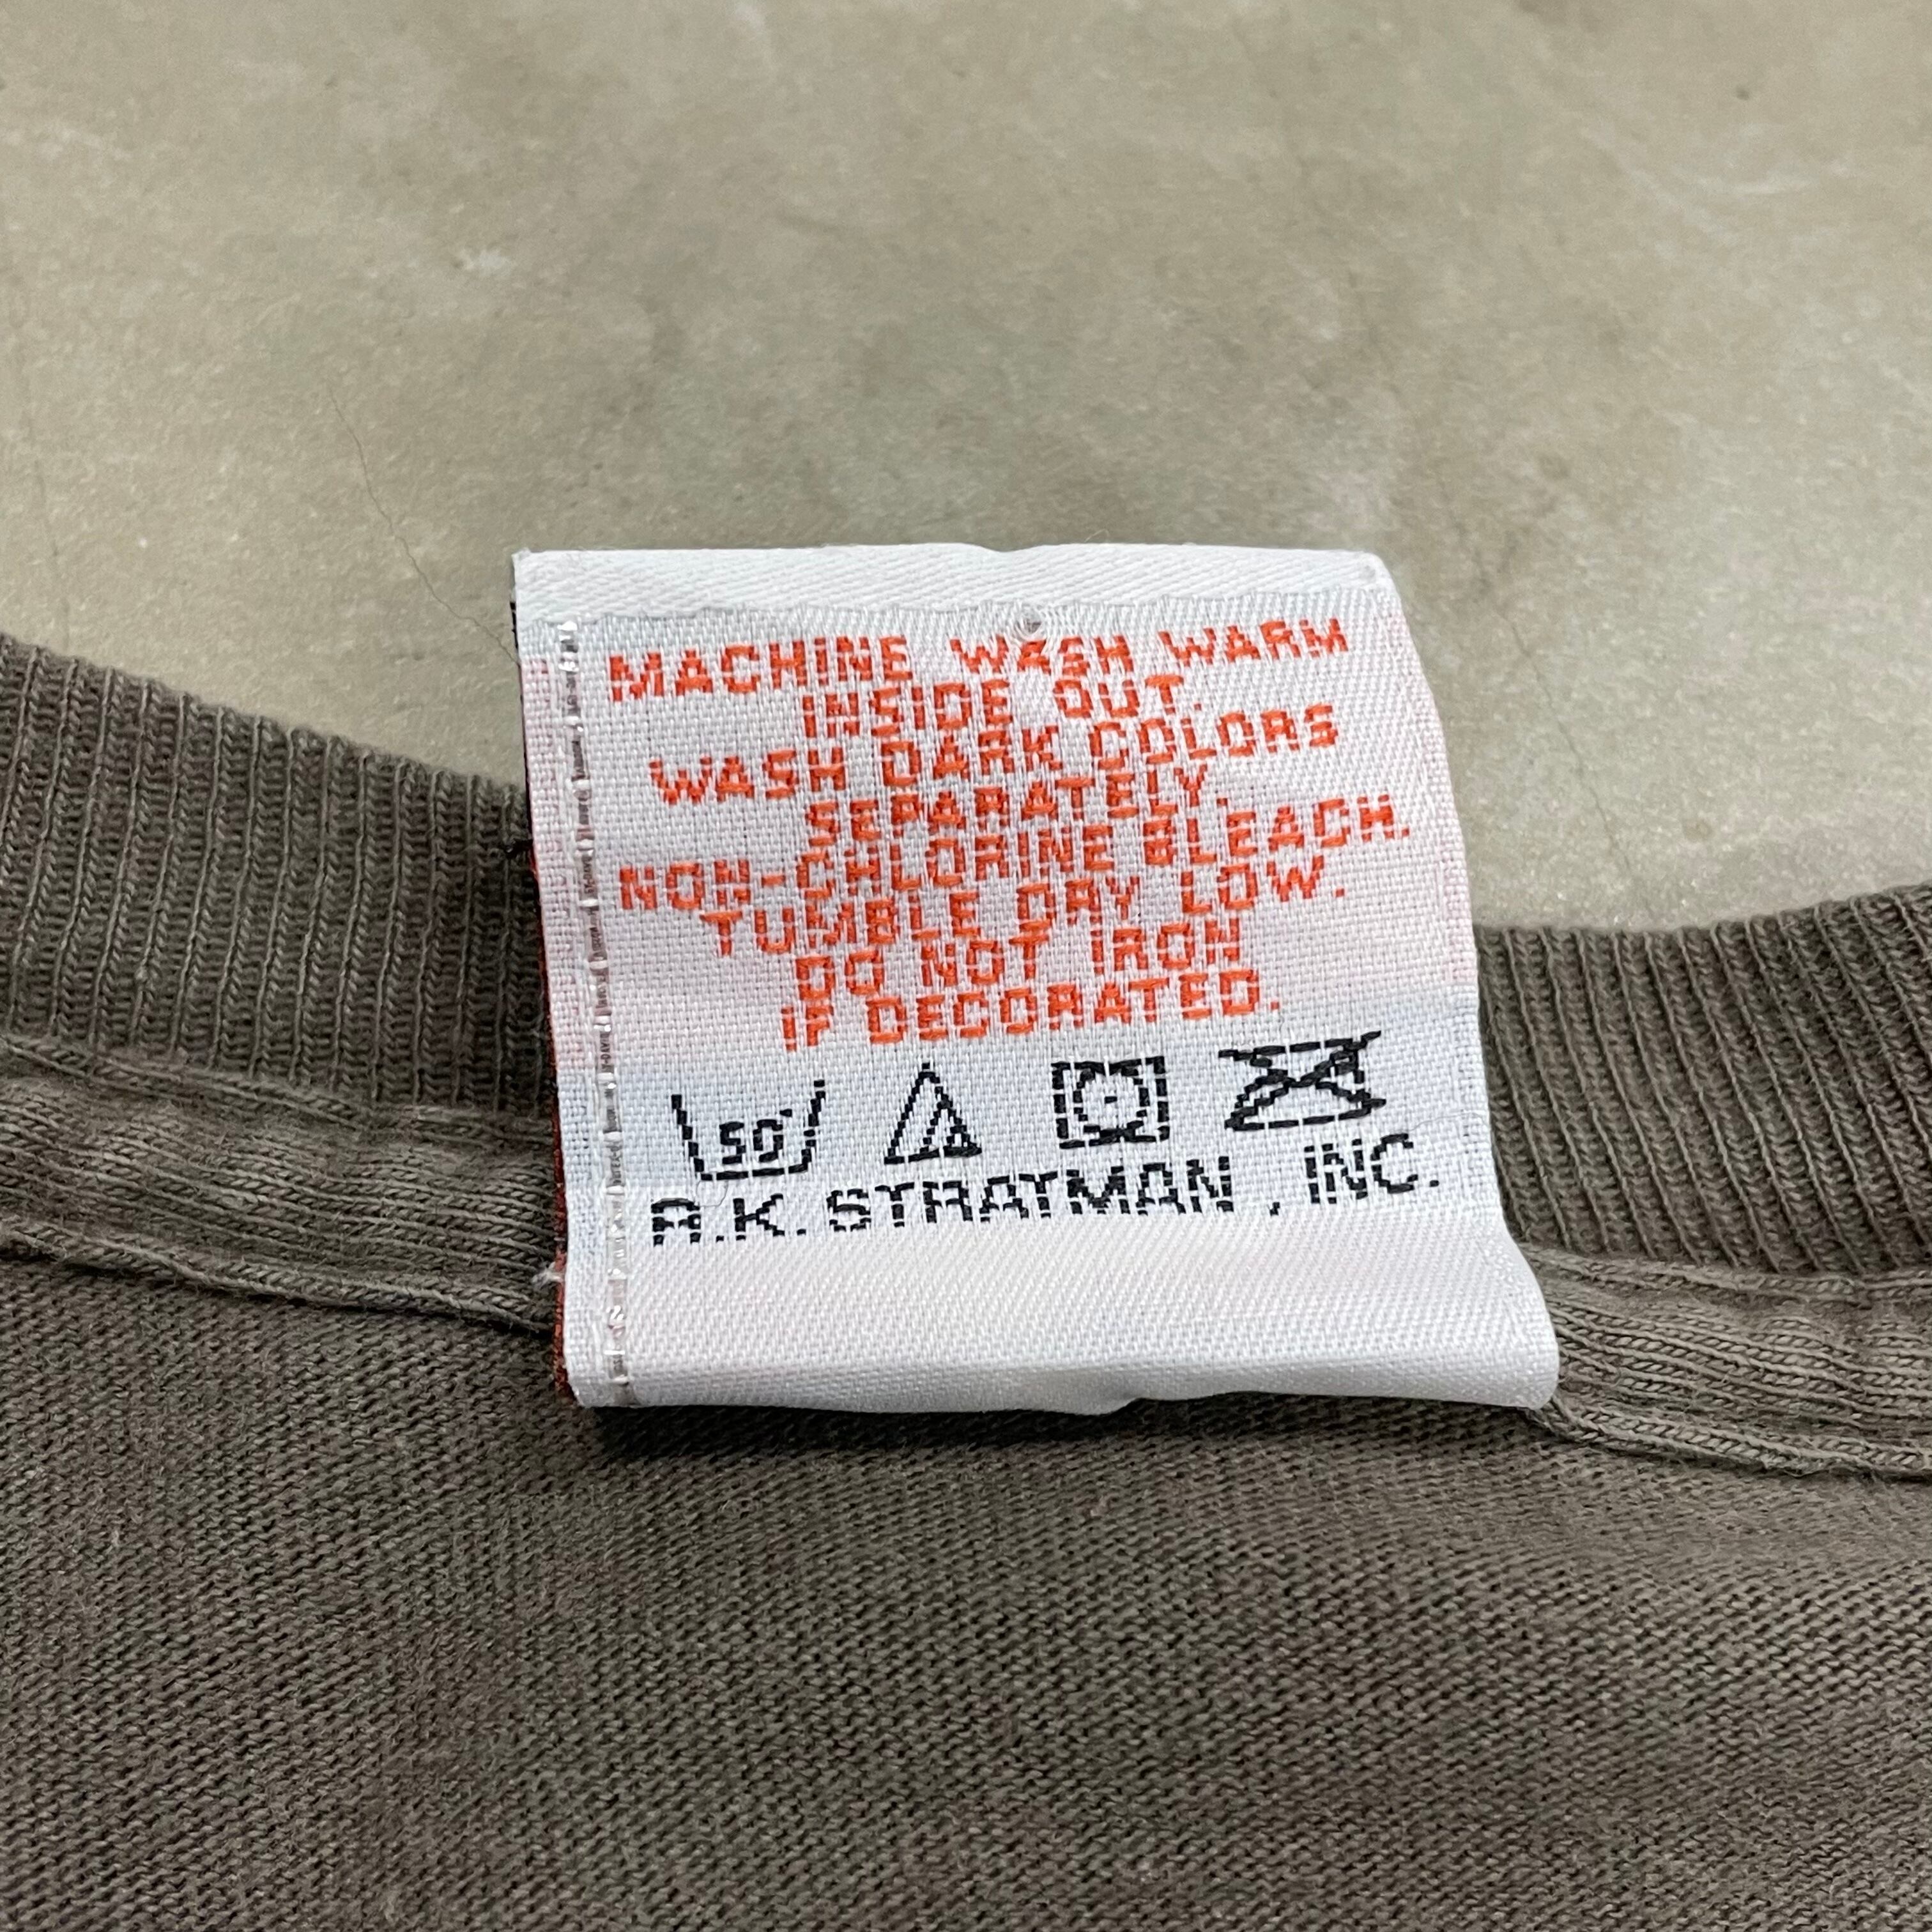 MACHINE WASH WARM
INSIDE OUT.
WASH DARK COLORS
SEPARATELY.
NON-CHLORINE BLEACH.
TUMBLE DRY LOW.
DO NOT IRON
IF DECORATED.
50°
R.K. STRATMAN, INC.